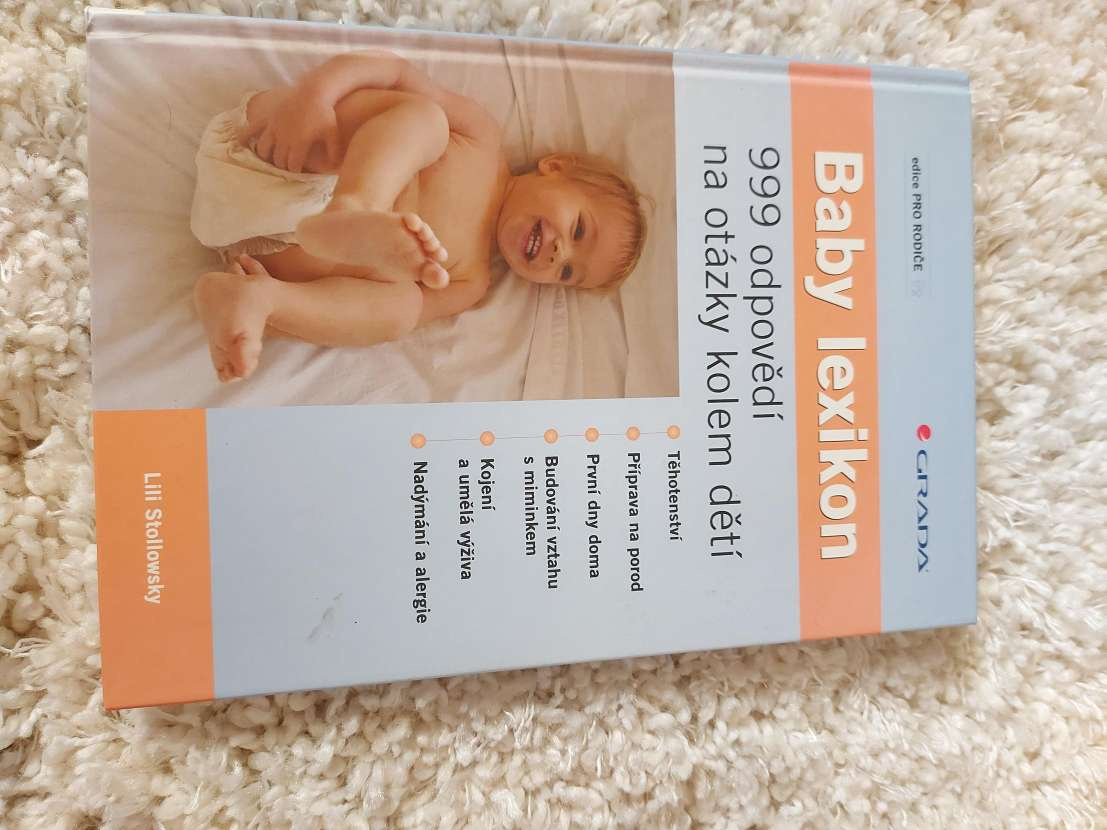 edice PRO RODIČE
GRADA
Baby lexikon
999 odpovědí
na otázky kolem dětí
Těhotenství
Příprava na porod
První dny doma
Budování vztahu
s miminkem
Kojení
a umělá výživa
Nadýmání a alergie
Lili Stollowsky